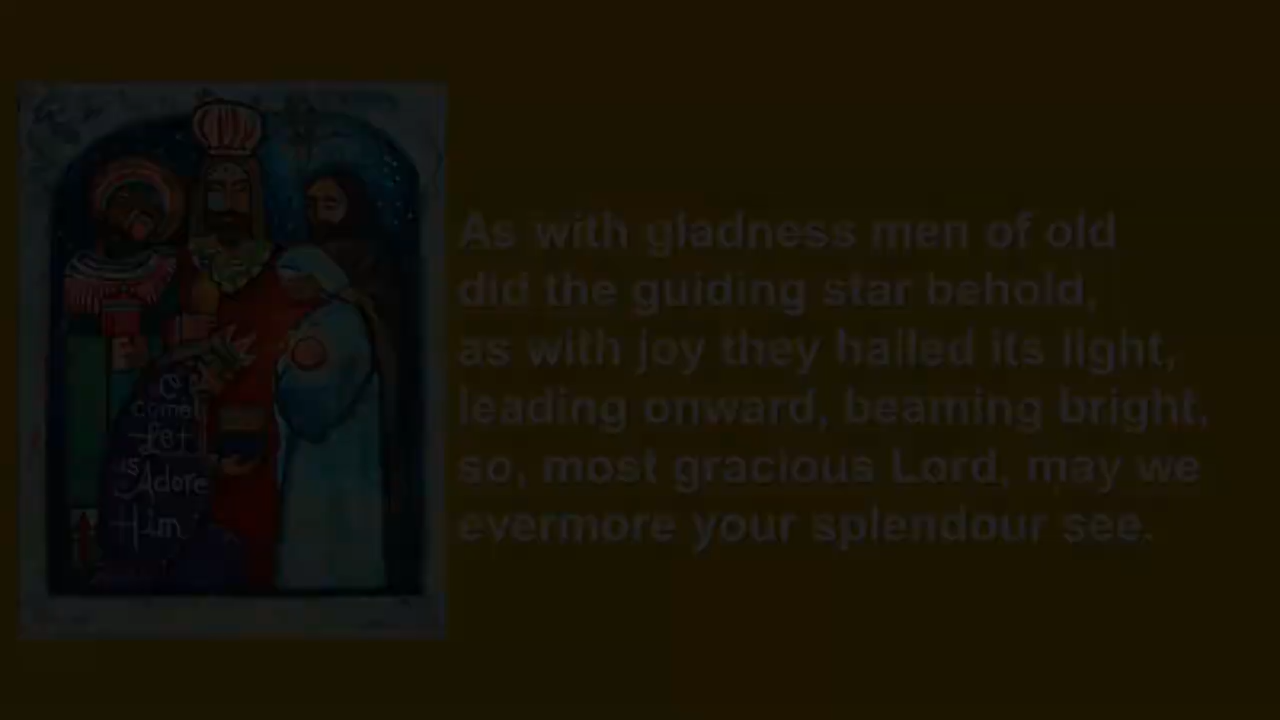 O
Come
Let
us
Adore
Him
As with gladness men of old
did the guiding star behold,
as with joy they hailed its light,
leading onward, beaming bright,
so, most gracious Lord, may we
evermore your splendour see.